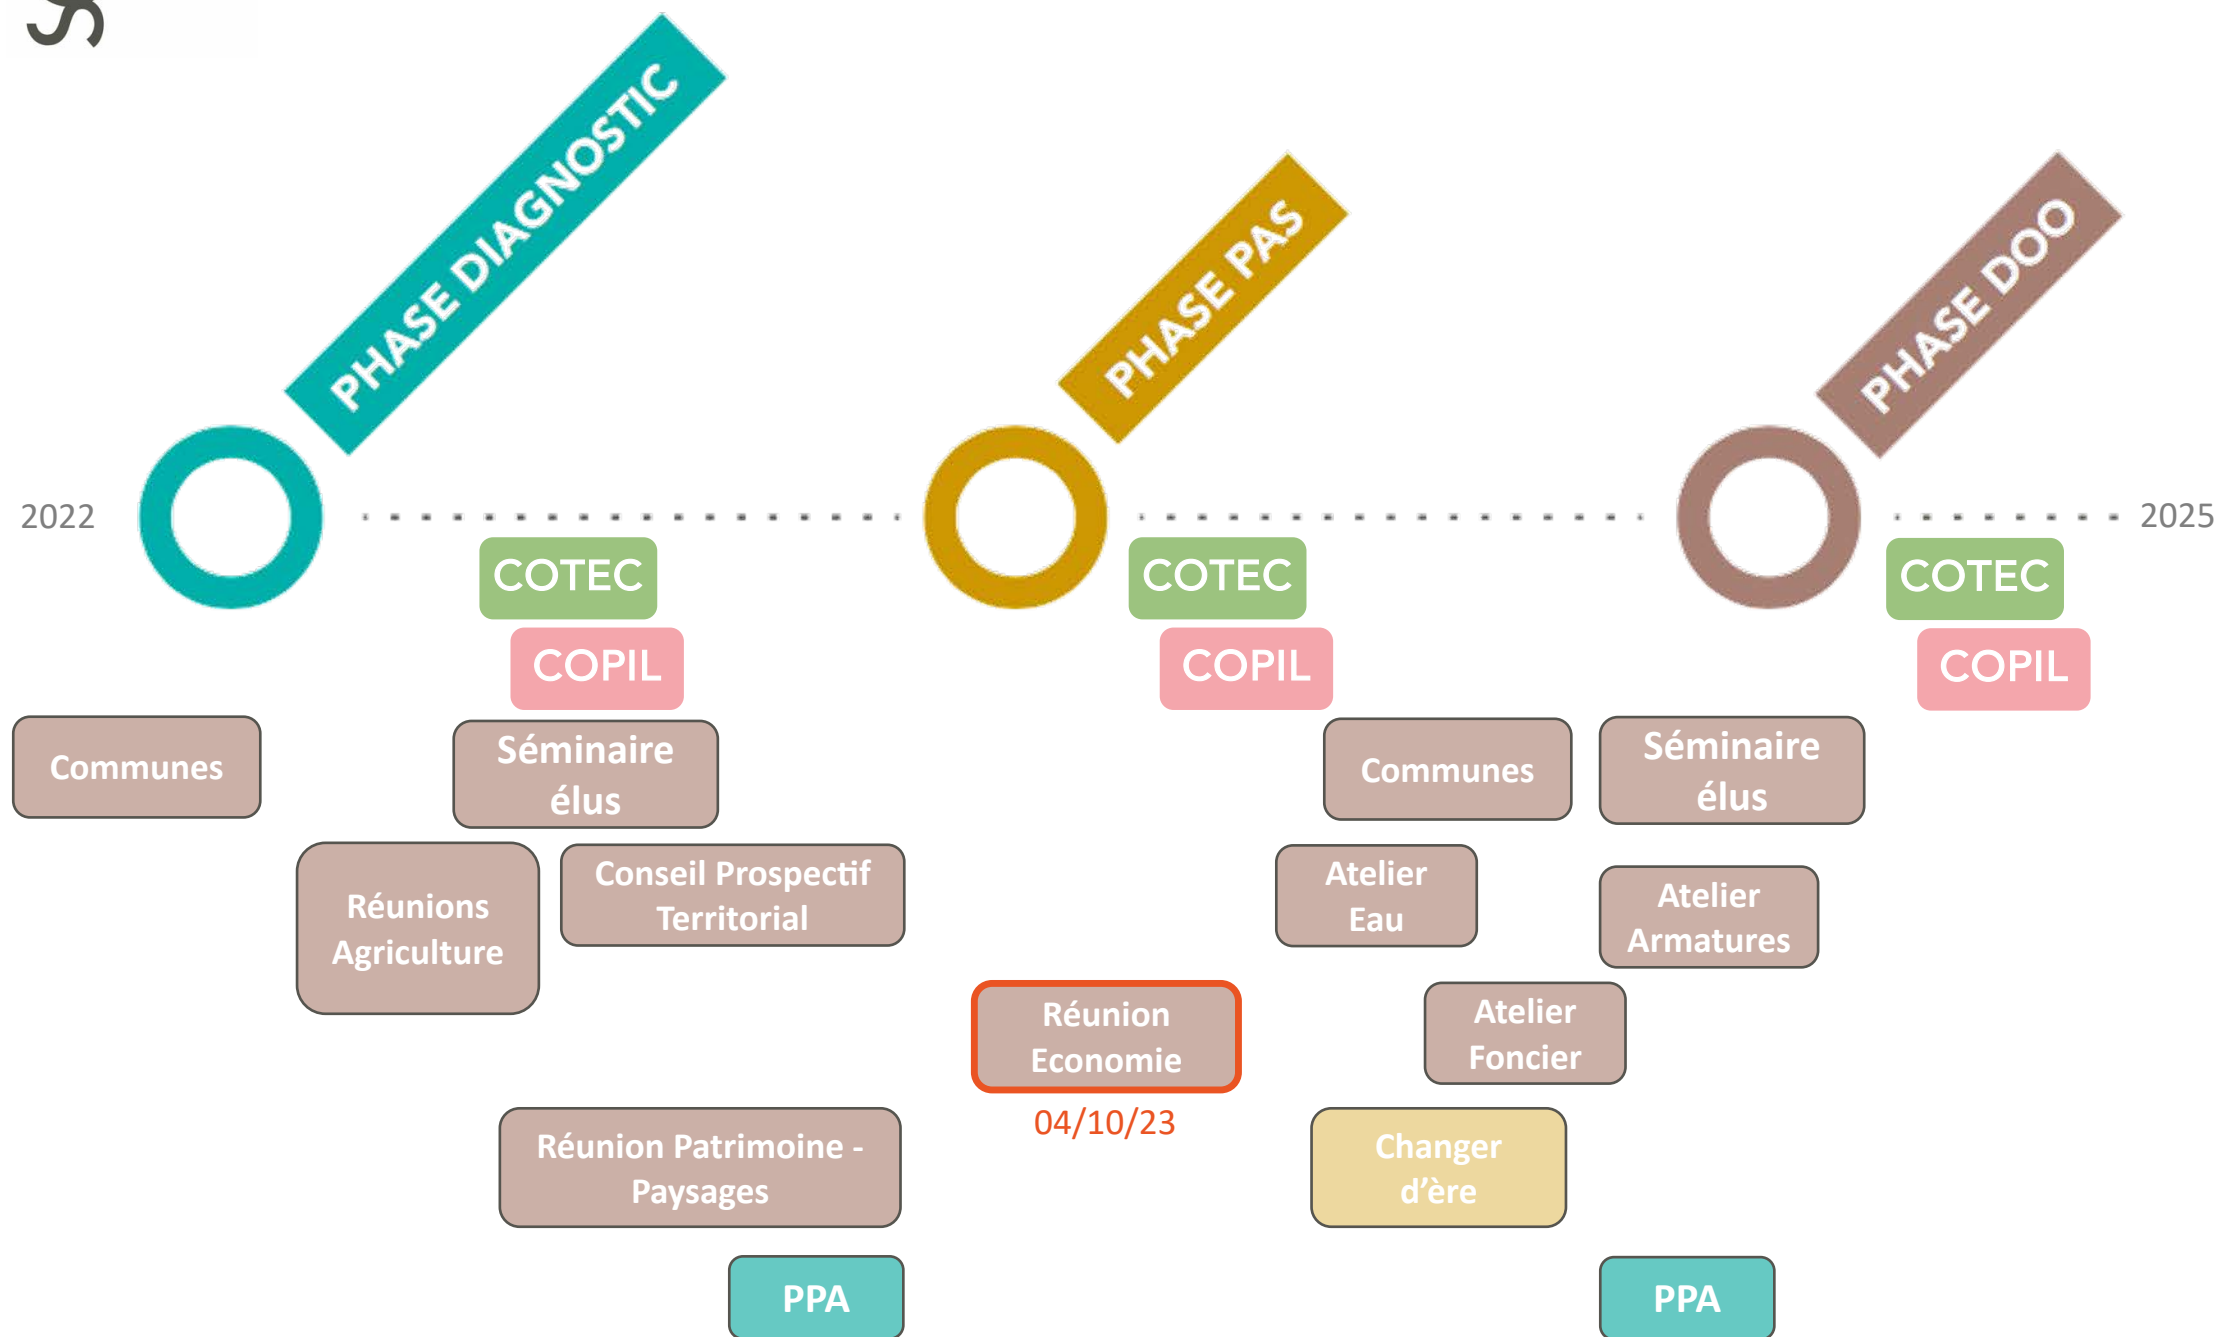 PHASE DIAGNOSTIC
PHASE PAS
PHASE DOO
2022
2025
COTEC
COTEC
COTEC
COPIL
COPIL
COPIL
Communes
Séminaire
élus
Communes
Séminaire
élus
Réunions
Agriculture
Conseil Prospectif
Territorial
Atelier
Eau
Atelier
Armatures
Réunion
Economie
04/10/23
Atelier
Foncier
Réunion Patrimoine -
Paysages
Changer
d'ère
PPA
PPA